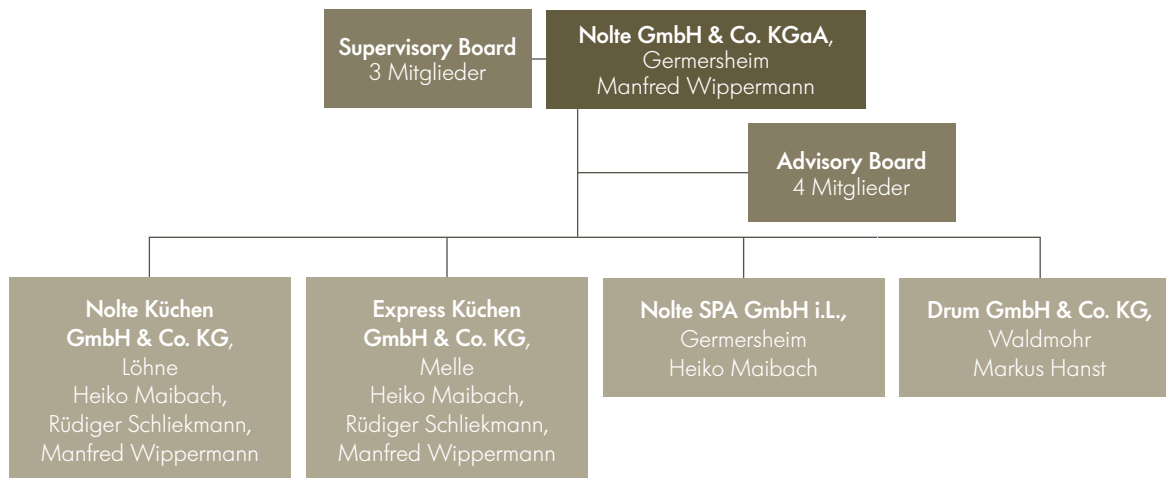 Supervisory Board
3 Mitglieder
Nolte GmbH & Co. KGaA,
Germersheim
Manfred Wippermann
Advisory Board
4 Mitglieder
Nolte Küchen
GmbH & Co. KG,
Löhne
Heiko Maibach,
Rüdiger Schliekmann,
Manfred Wippermann
Express Küchen
GmbH & Co. KG,
Melle
Heiko Maibach,
Rüdiger Schliekmann,
Manfred Wippermann
Nolte SPA GmbH i.L.,
Germersheim
Heiko Maibach
Drum GmbH & Co. KG,
Waldmohr
Markus Hanst